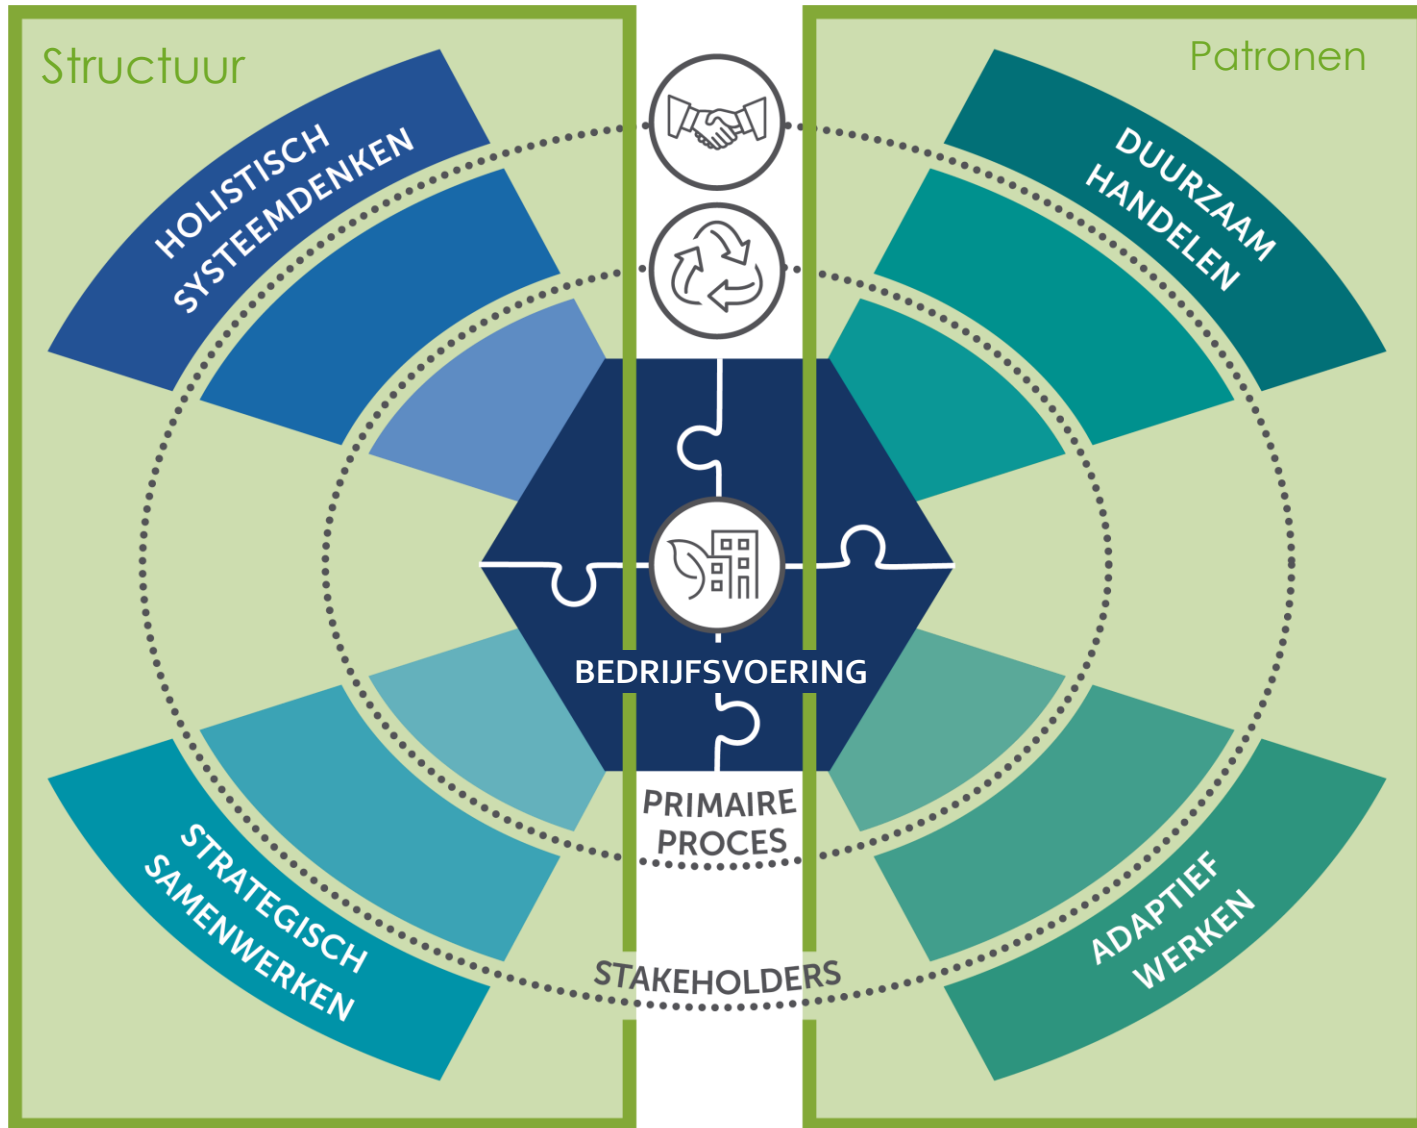 Structuur
Patronen
HOLISTISCH
SYSTEEMDENKEN
DUURZAAM
HANDELEN
BEDRIJFSVOERING
PRIMAIRE
PROCES
STRATEGISCH
SAMENWERKEN
ADAPTIEF
WERKEN
STAKEHOLDERS